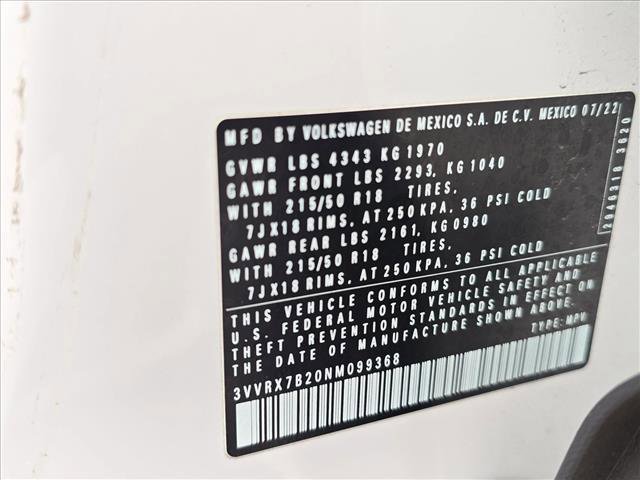 MFD BY VOLKSWAGEN DE MEXICO S.A. DE C.V. MEXICO 07/22
GVWR LBS 4343 KG 1970
GAWR FRONT LBS 2293, KG 1040
WITH 215/50 R18 TIRES,
7JX18 RIMS, AT 250 KPA, 36 PSI COLD
GAWR REAR LBS 2161, KG 0980
WITH 215/50 R18 TIRES,
7JX18 RIMS, AT 250 KPA, 36 PSI COLD
THIS VEHICLE CONFORMS TO ALL APPLICABLE
U.S. FEDERAL MOTOR VEHICLE SAFETY AND
THEFT PREVENTION STANDARDS IN EFFECT ON
THE DATE OF MANUFACTURE SHOWN ABOVE.
TYPE: MPV
3VVRX7B20NM099368
2946318 3620